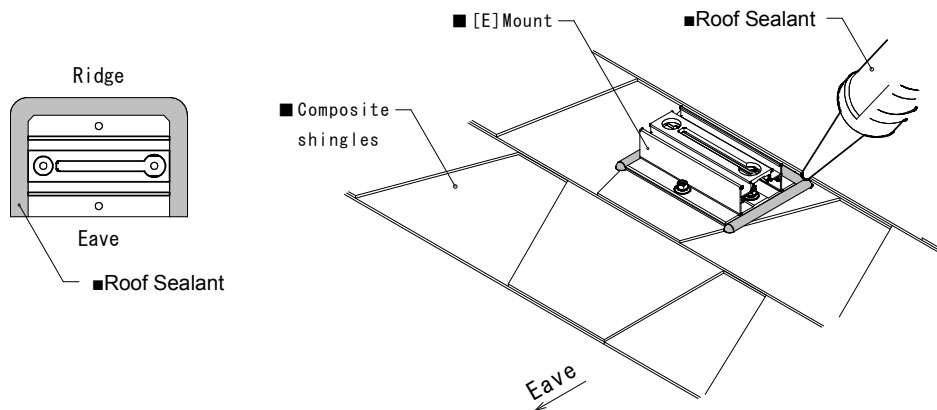 Ridge
Eave
■Roof Sealant
■ [E]Mount
■Roof Sealant
■ Composite
shingles
Eave